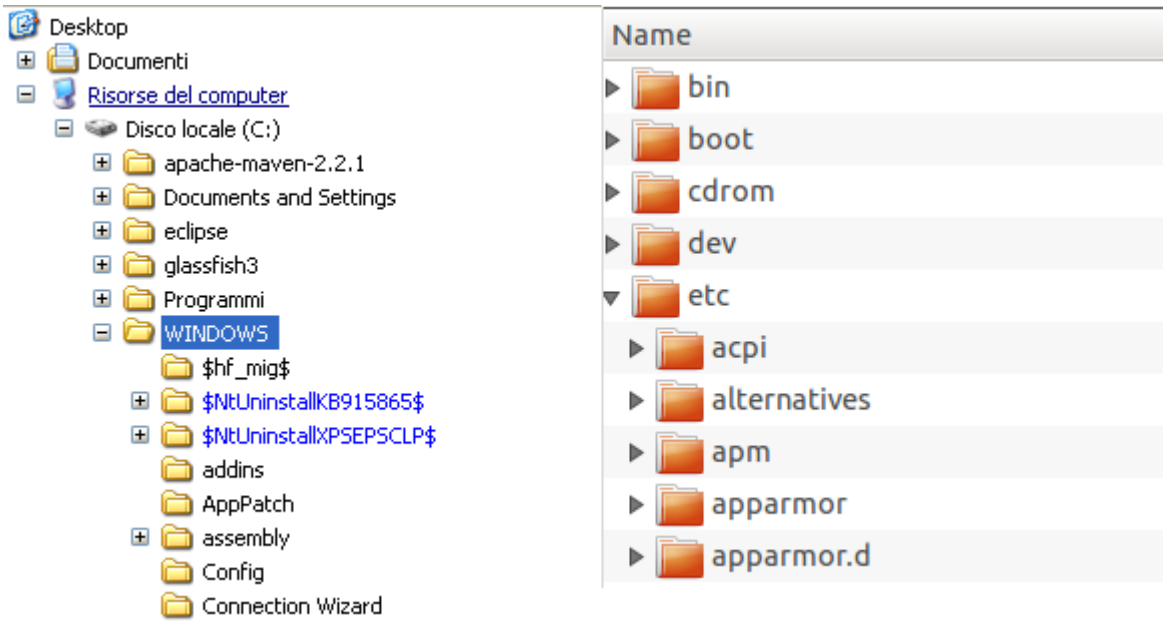 Desktop
Documenti
Risorse del computer
Disco locale (C:)
apache-maven-2.2.1
Documents and Settings
eclipse
glassfish3
Programmi
WINDOWS
$hf_mig$
$NtUninstallKB915865$
$NtUninstallXPSEPSCLP$
addins
AppPatch
assembly
Config
Connection Wizard
Name
bin
boot
cdrom
dev
etc
acpi
alternatives
apm
apparmor
apparmor.d